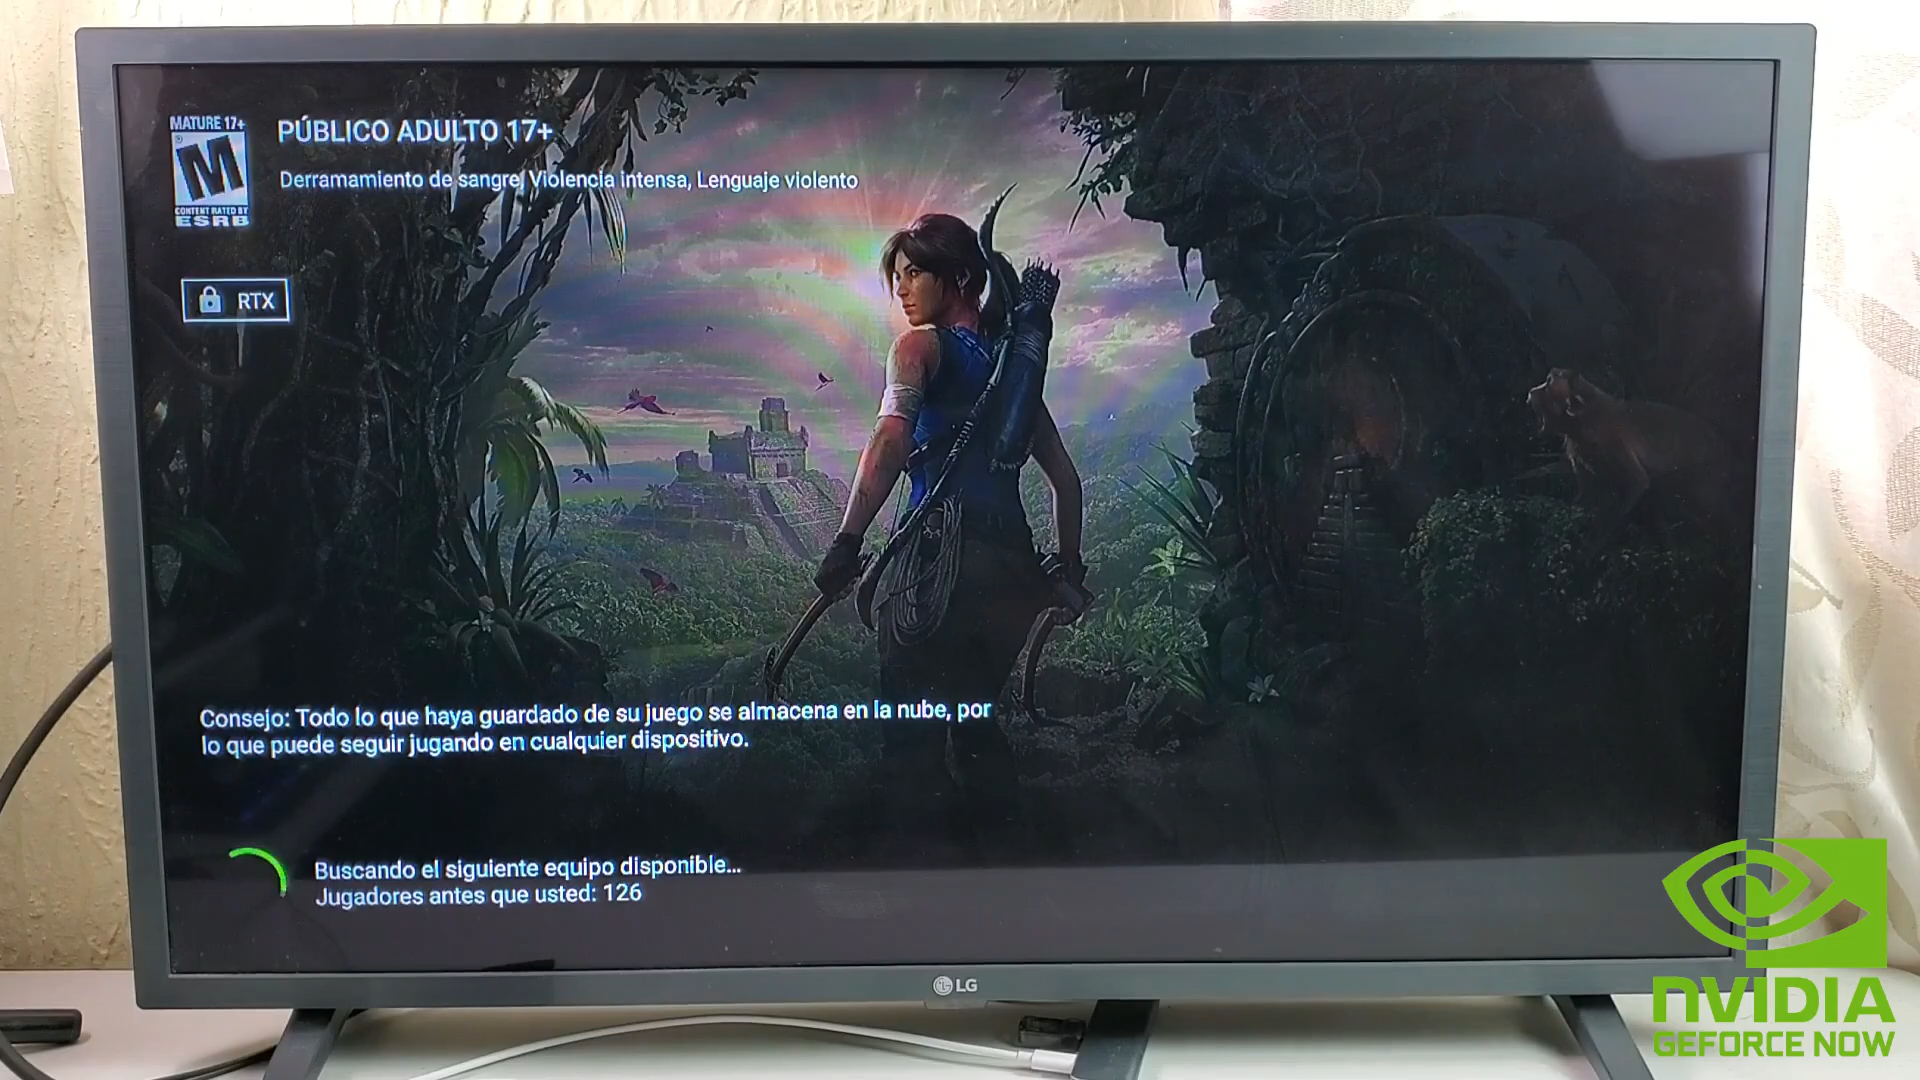 MATURE 17+
M
CONTENT RATED BY
ESRB
PÚBLICO ADULTO 17+
Derramamiento de sangre, Violencia intensa, Lenguaje violento
RTX
Consejo: Todo lo que haya guardado de su juego se almacena en la nube, por
lo que puede seguir jugando en cualquier dispositivo.
Buscando el siguiente equipo disponible...
Jugadores antes que usted: 126
LG
NVIDIA
GEFORCE NOW